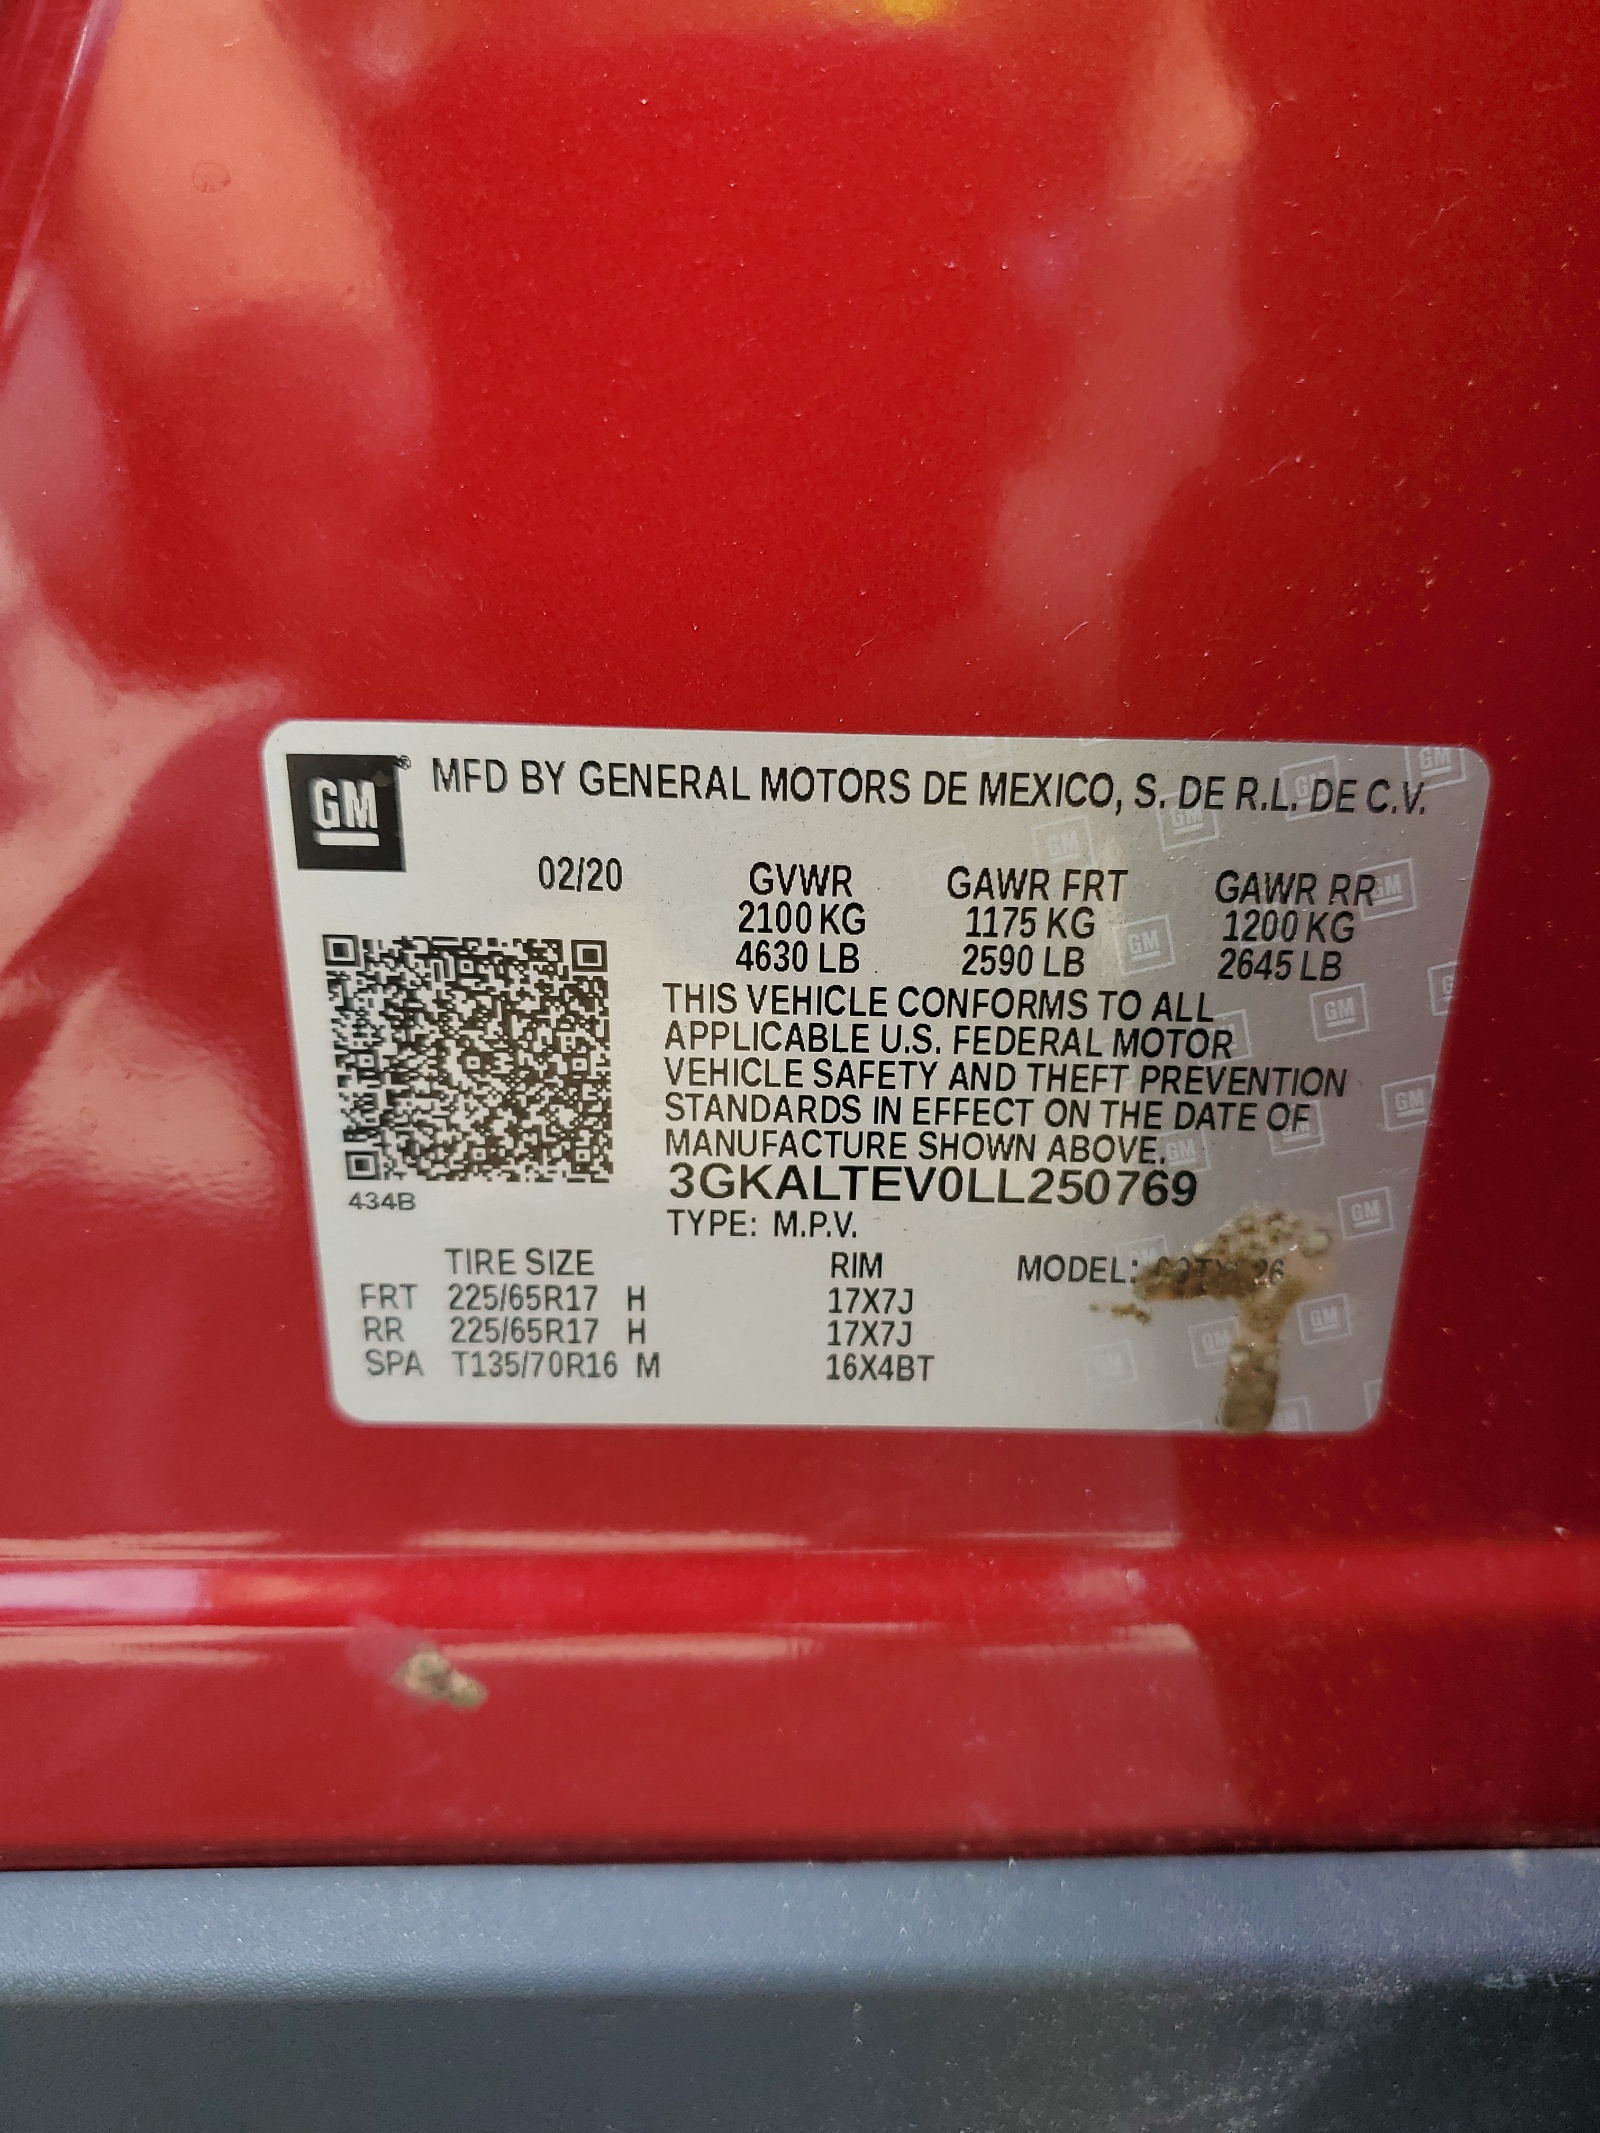 GM
MFD BY GENERAL MOTORS DE MEXICO, S. DE R.L. DE C.V.
02/20 GVWR GAWR FRT GAWR RR
2100 KG 1175 KG 1200 KG
4630 LB 2590 LB 2645 LB
THIS VEHICLE CONFORMS TO ALL
APPLICABLE U.S. FEDERAL MOTOR
VEHICLE SAFETY AND THEFT PREVENTION
STANDARDS IN EFFECT ON THE DATE OF
MANUFACTURE SHOWN ABOVE.
434B 3GKALTEV0LL250769
TYPE: M.P.V.
TIRE SIZE RIM MODEL:
FRT 225/65R17 H 17X7J
RR 225/65R17 H 17X7J
SPA T135/70R16 M 16X4BT